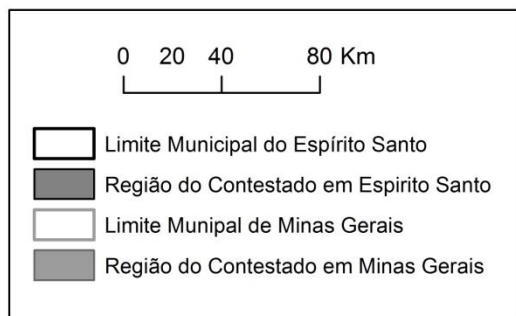 0 20 40 80 Km
Limite Municipal do Espírito Santo
Região do Contestado em Espirito Santo
Limite Munipal de Minas Gerais
Região do Contestado em Minas Gerais